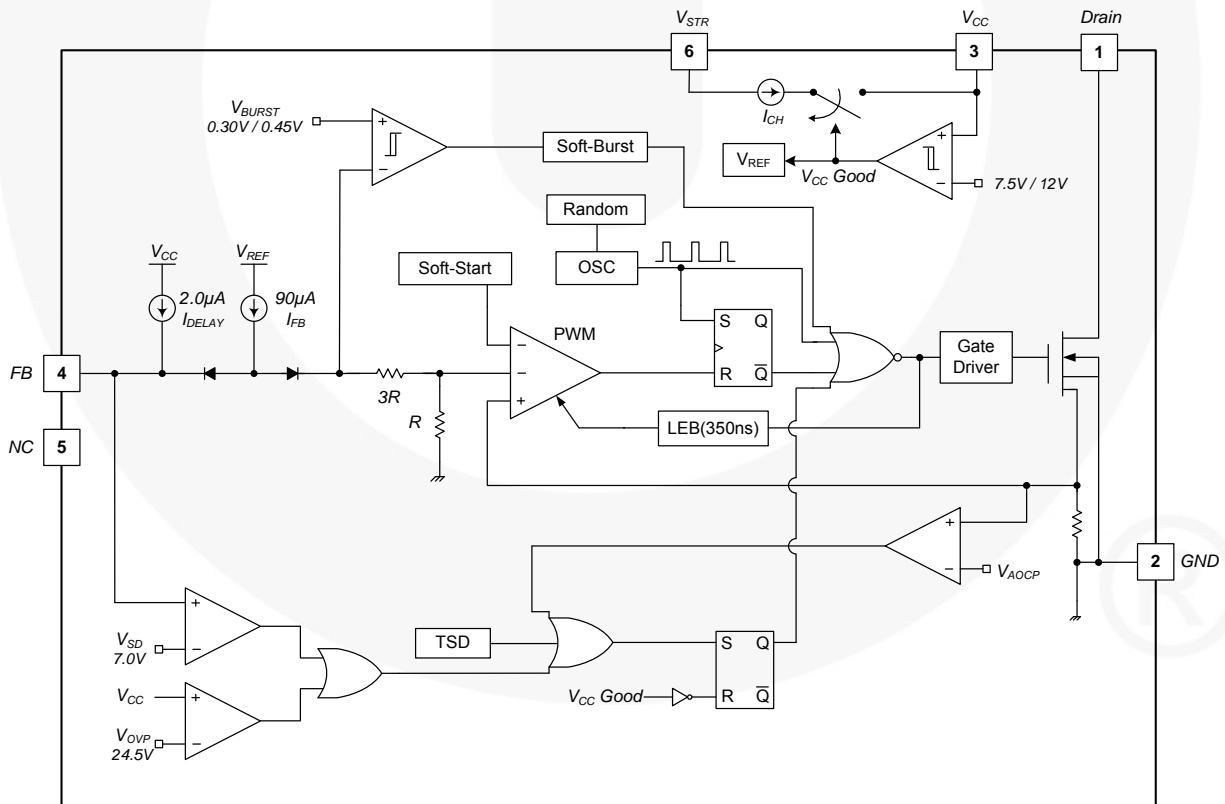 VSTR
VCC
Drain
6
3
1
VBURST
0.30V / 0.45V
+
−
Soft-Burst
ICH
VREF
VCC Good
+
−
7.5V / 12V
Random
OSC
Soft-Start
VCC
VREF
2.0µA
IDELAY
90µA
IFB
PWM
−
−
+
S Q
R Q̅
Gate
Driver
FB
4
3R
R
LEB(350ns)
NC
5
+
−
VAOCP
2
GND
+
−
VSD
7.0V
TSD
S Q
R Q̅
VCC Good
VCC
+
−
VOVP
24.5V
®